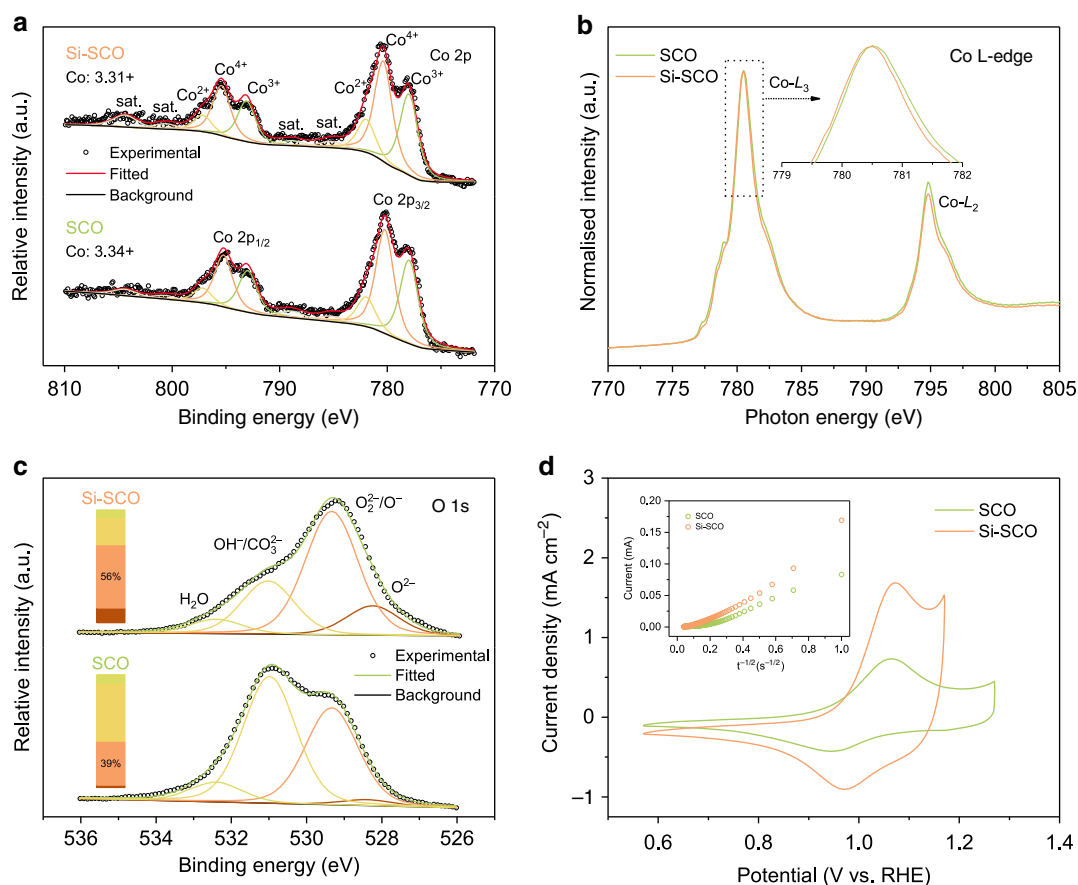 a
Si-SCO
Co: 3.31+
Co⁴⁺
Co 2p
Co³⁺
Co²⁺
Co⁴⁺
Co²⁺
Co³⁺
sat.
sat.
sat.
sat.
Experimental
Fitted
Background
SCO
Co: 3.34+
Co 2p₃/₂
Co 2p₁/₂
Relative intensity (a.u.)
810 800 790 780 770
Binding energy (eV)
b
SCO
Si-SCO
Co L-edge
Co-L₃
779 780 781 782
Co-L₂
Normalised intensity (a.u.)
770 775 780 785 790 795 800 805
Photon energy (eV)
c
Si-SCO
O 1s
56%
O₂²⁻/O⁻
OH⁻/CO₃²⁻
O²⁻
H₂O
Experimental
Fitted
Background
SCO
39%
Relative intensity (a.u.)
Relative intensity (a.u.)
536 534 532 530 528 526
Binding energy (eV)
d
SCO
Si-SCO
3
2
1
0
–1
Current density (mA cm⁻²)
0.6 0.8 1.0 1.2 1.4
Potential (V vs. RHE)
SCO
Si-SCO
0.20
0.15
0.10
0.05
0.00
Current (mA)
0.0 0.2 0.4 0.6 0.8 1.0
t⁻¹/² (s⁻¹/²)